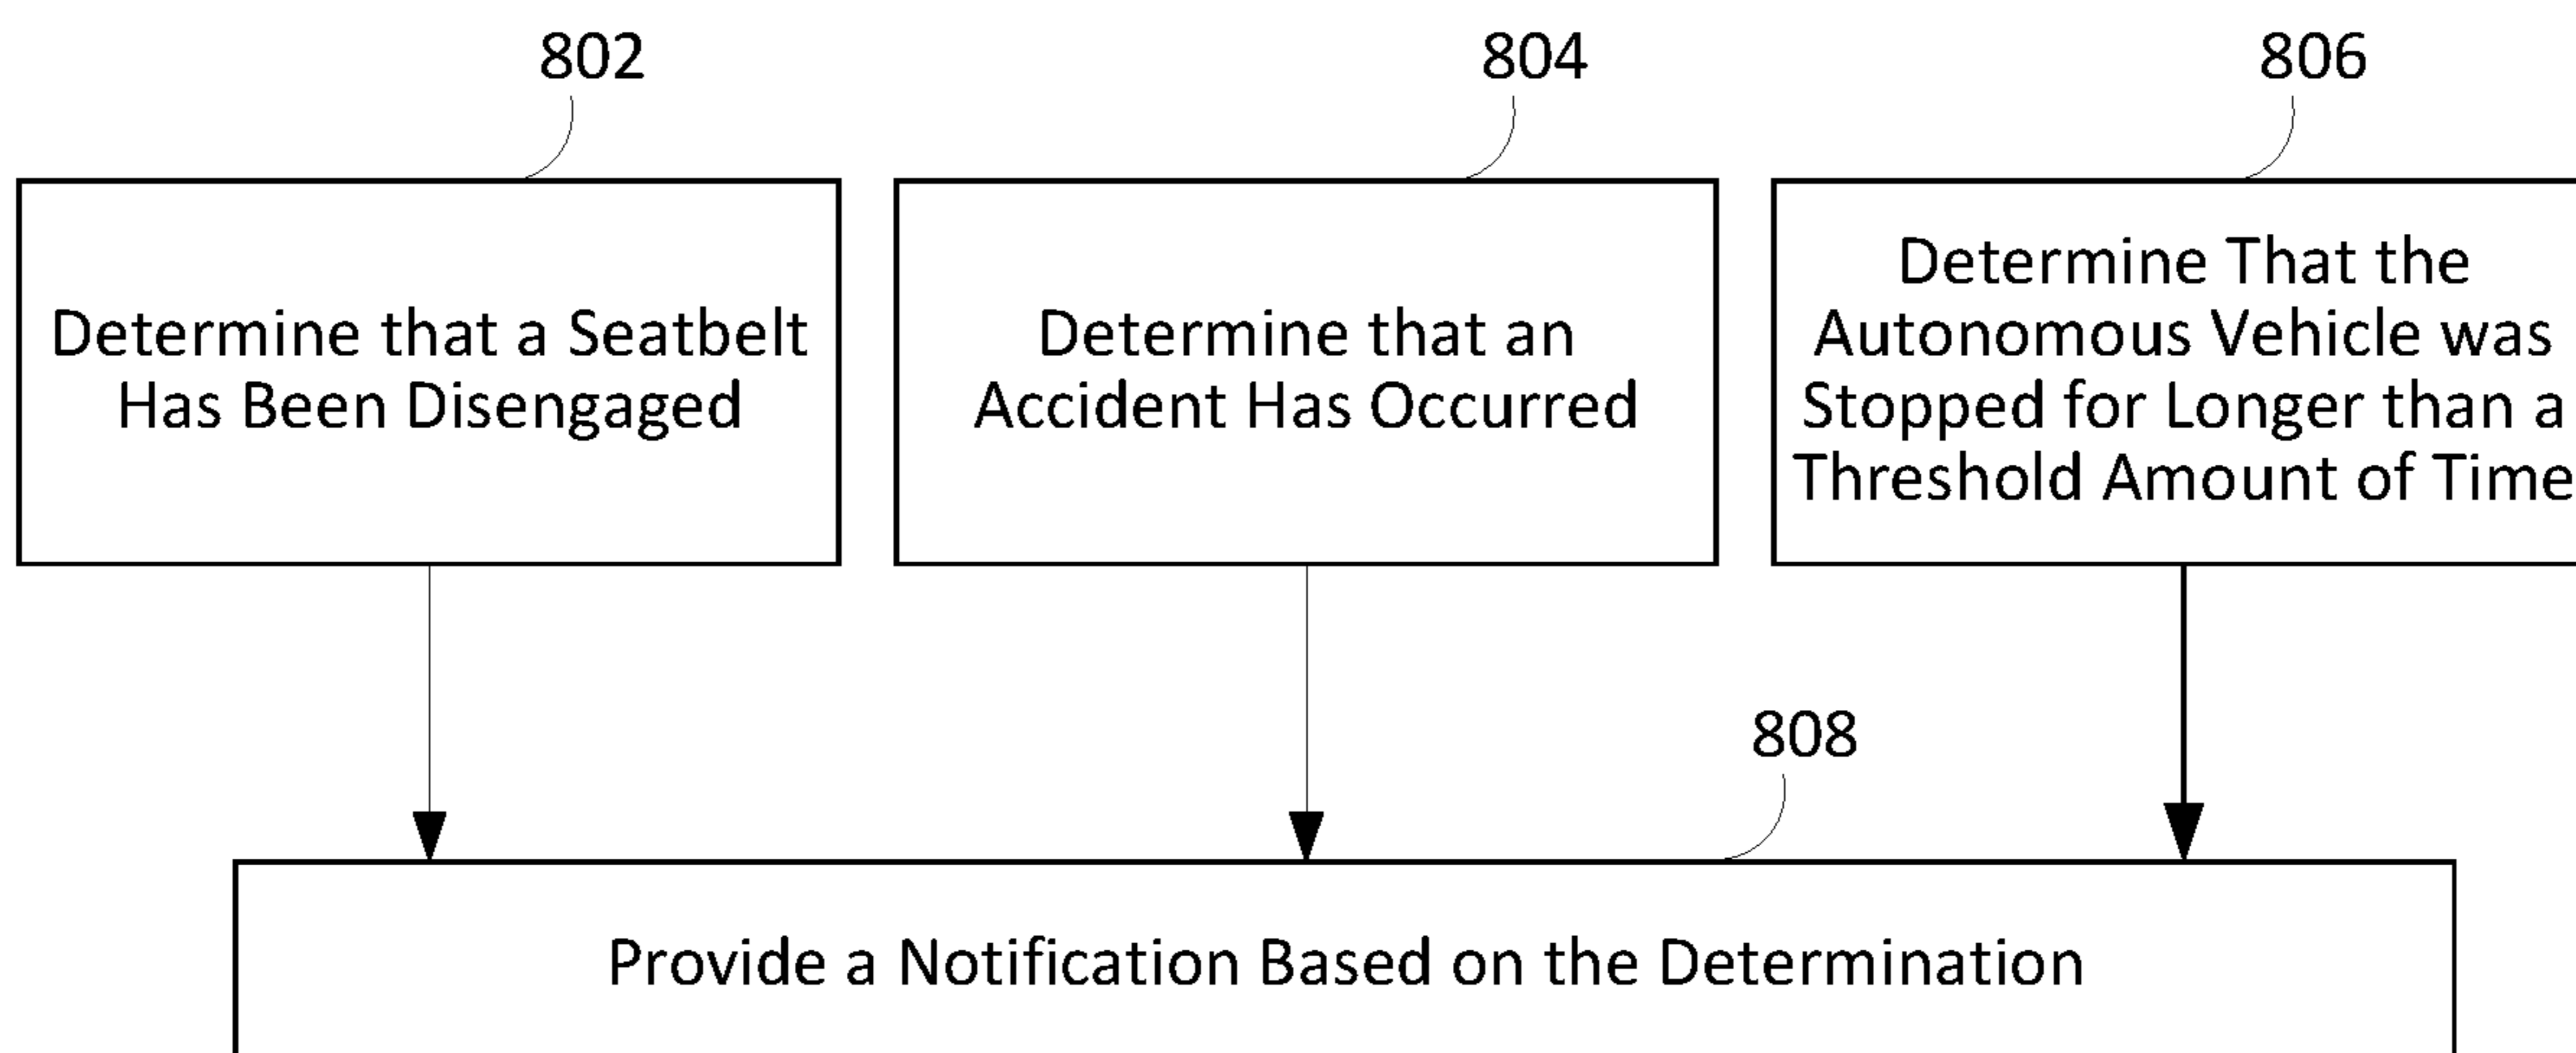 802
804
806
Determine that a Seatbelt
Has Been Disengaged
Determine that an
Accident Has Occurred
Determine That the
Autonomous Vehicle was
Stopped for Longer than a
Threshold Amount of Time
808
Provide a Notification Based on the Determination